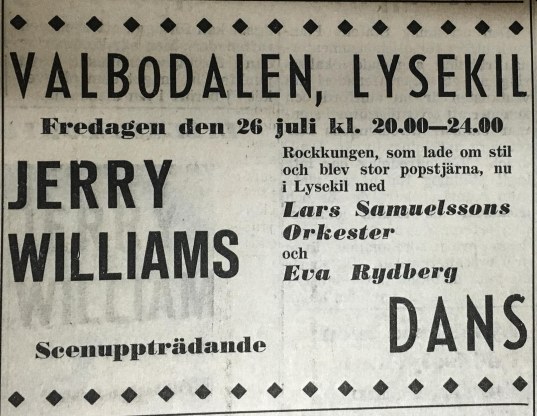 VALBODALEN, LYSEKIL
Fredagen den 26 juli kl. 20.00—24.00
JERRY
WILLIAMS
Scenuppträdande
Rockkungen, som lade om stil
och blev stor popstjärna, nu
i Lysekil med
Lars Samuelssons
Orkester
och
Eva Rydberg
DANS